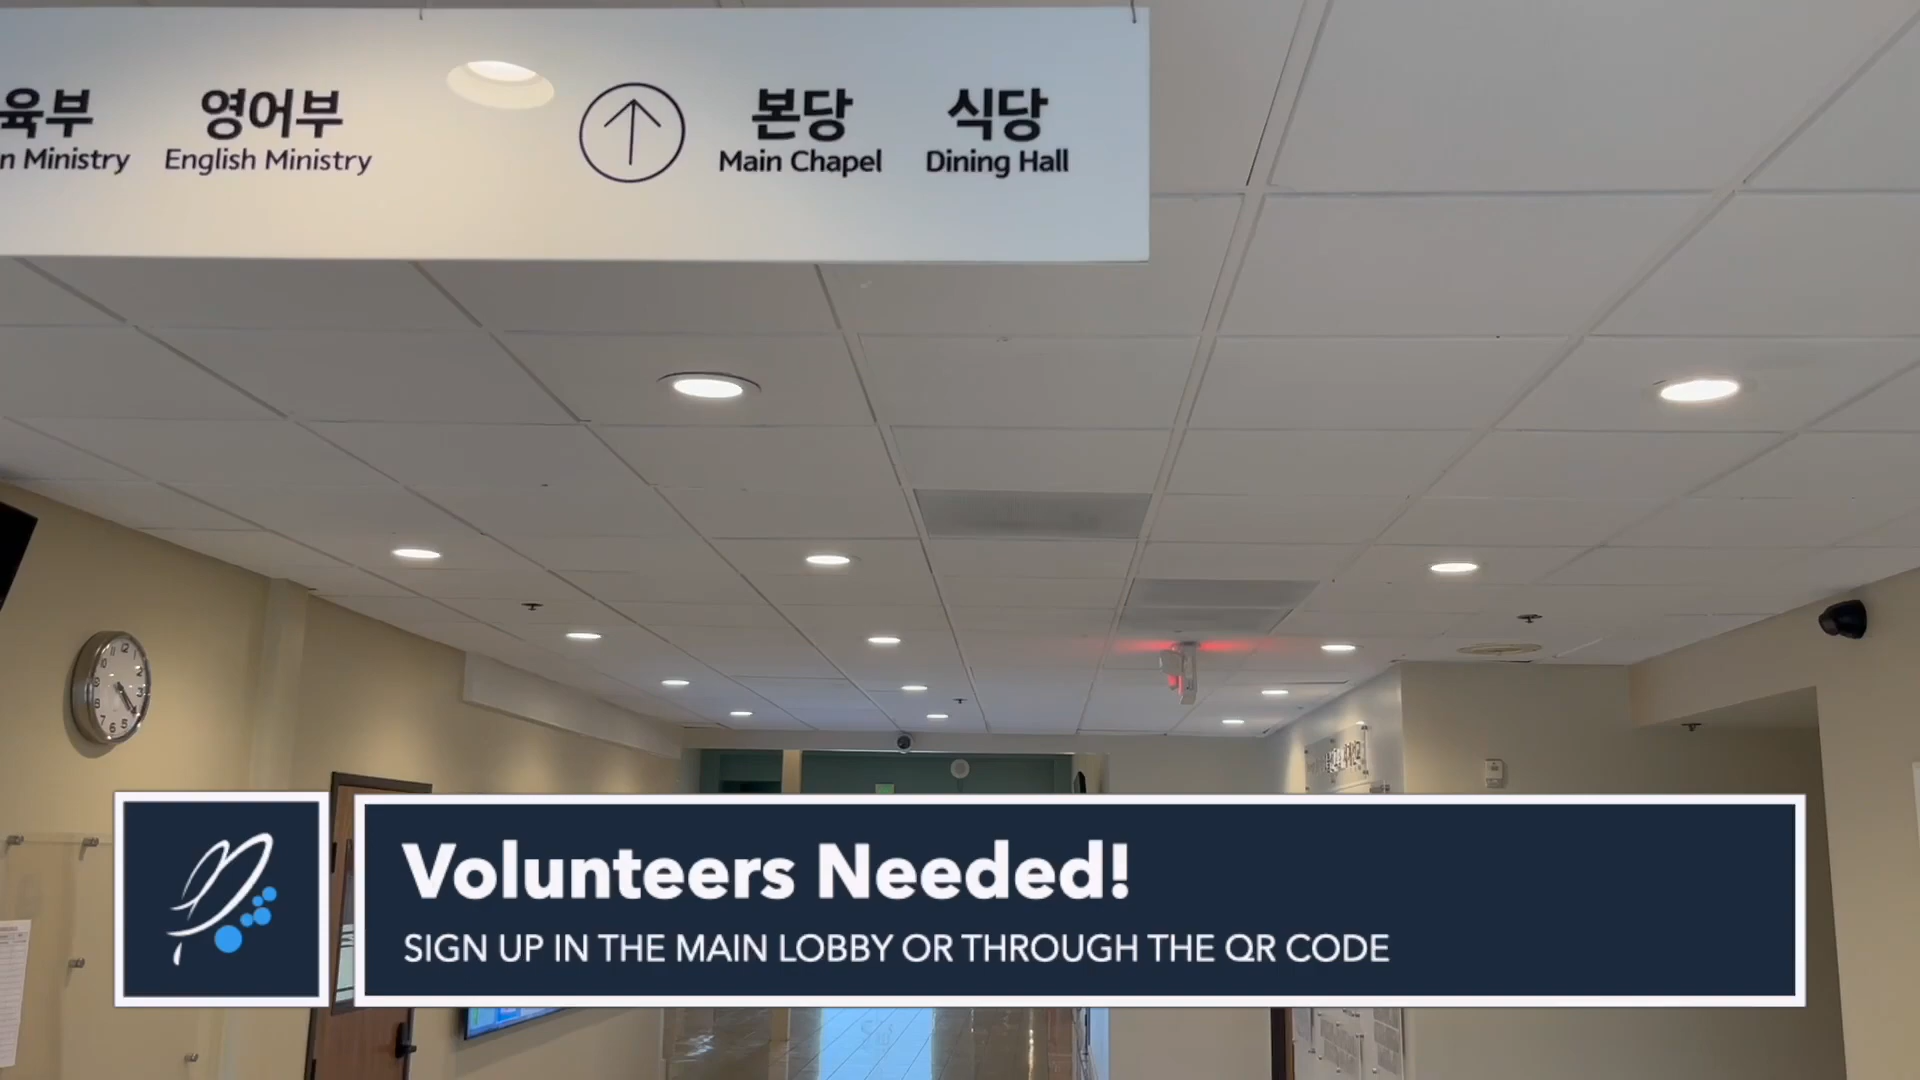 육부 영어부 본당 식당
n Ministry English Ministry Main Chapel Dining Hall
Volunteers Needed!
SIGN UP IN THE MAIN LOBBY OR THROUGH THE QR CODE